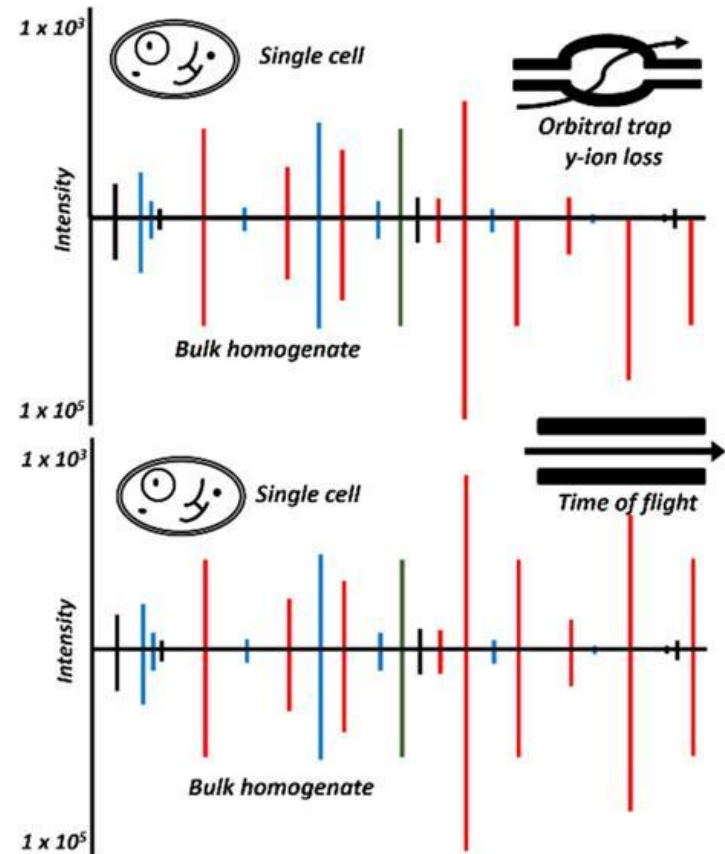 1 x 10³
Single cell
Orbitral trap
y-ion loss
Intensity
Bulk homogenate
1 x 10⁵
1 x 10³
Single cell
Time of flight
Intensity
Bulk homogenate
1 x 10⁵